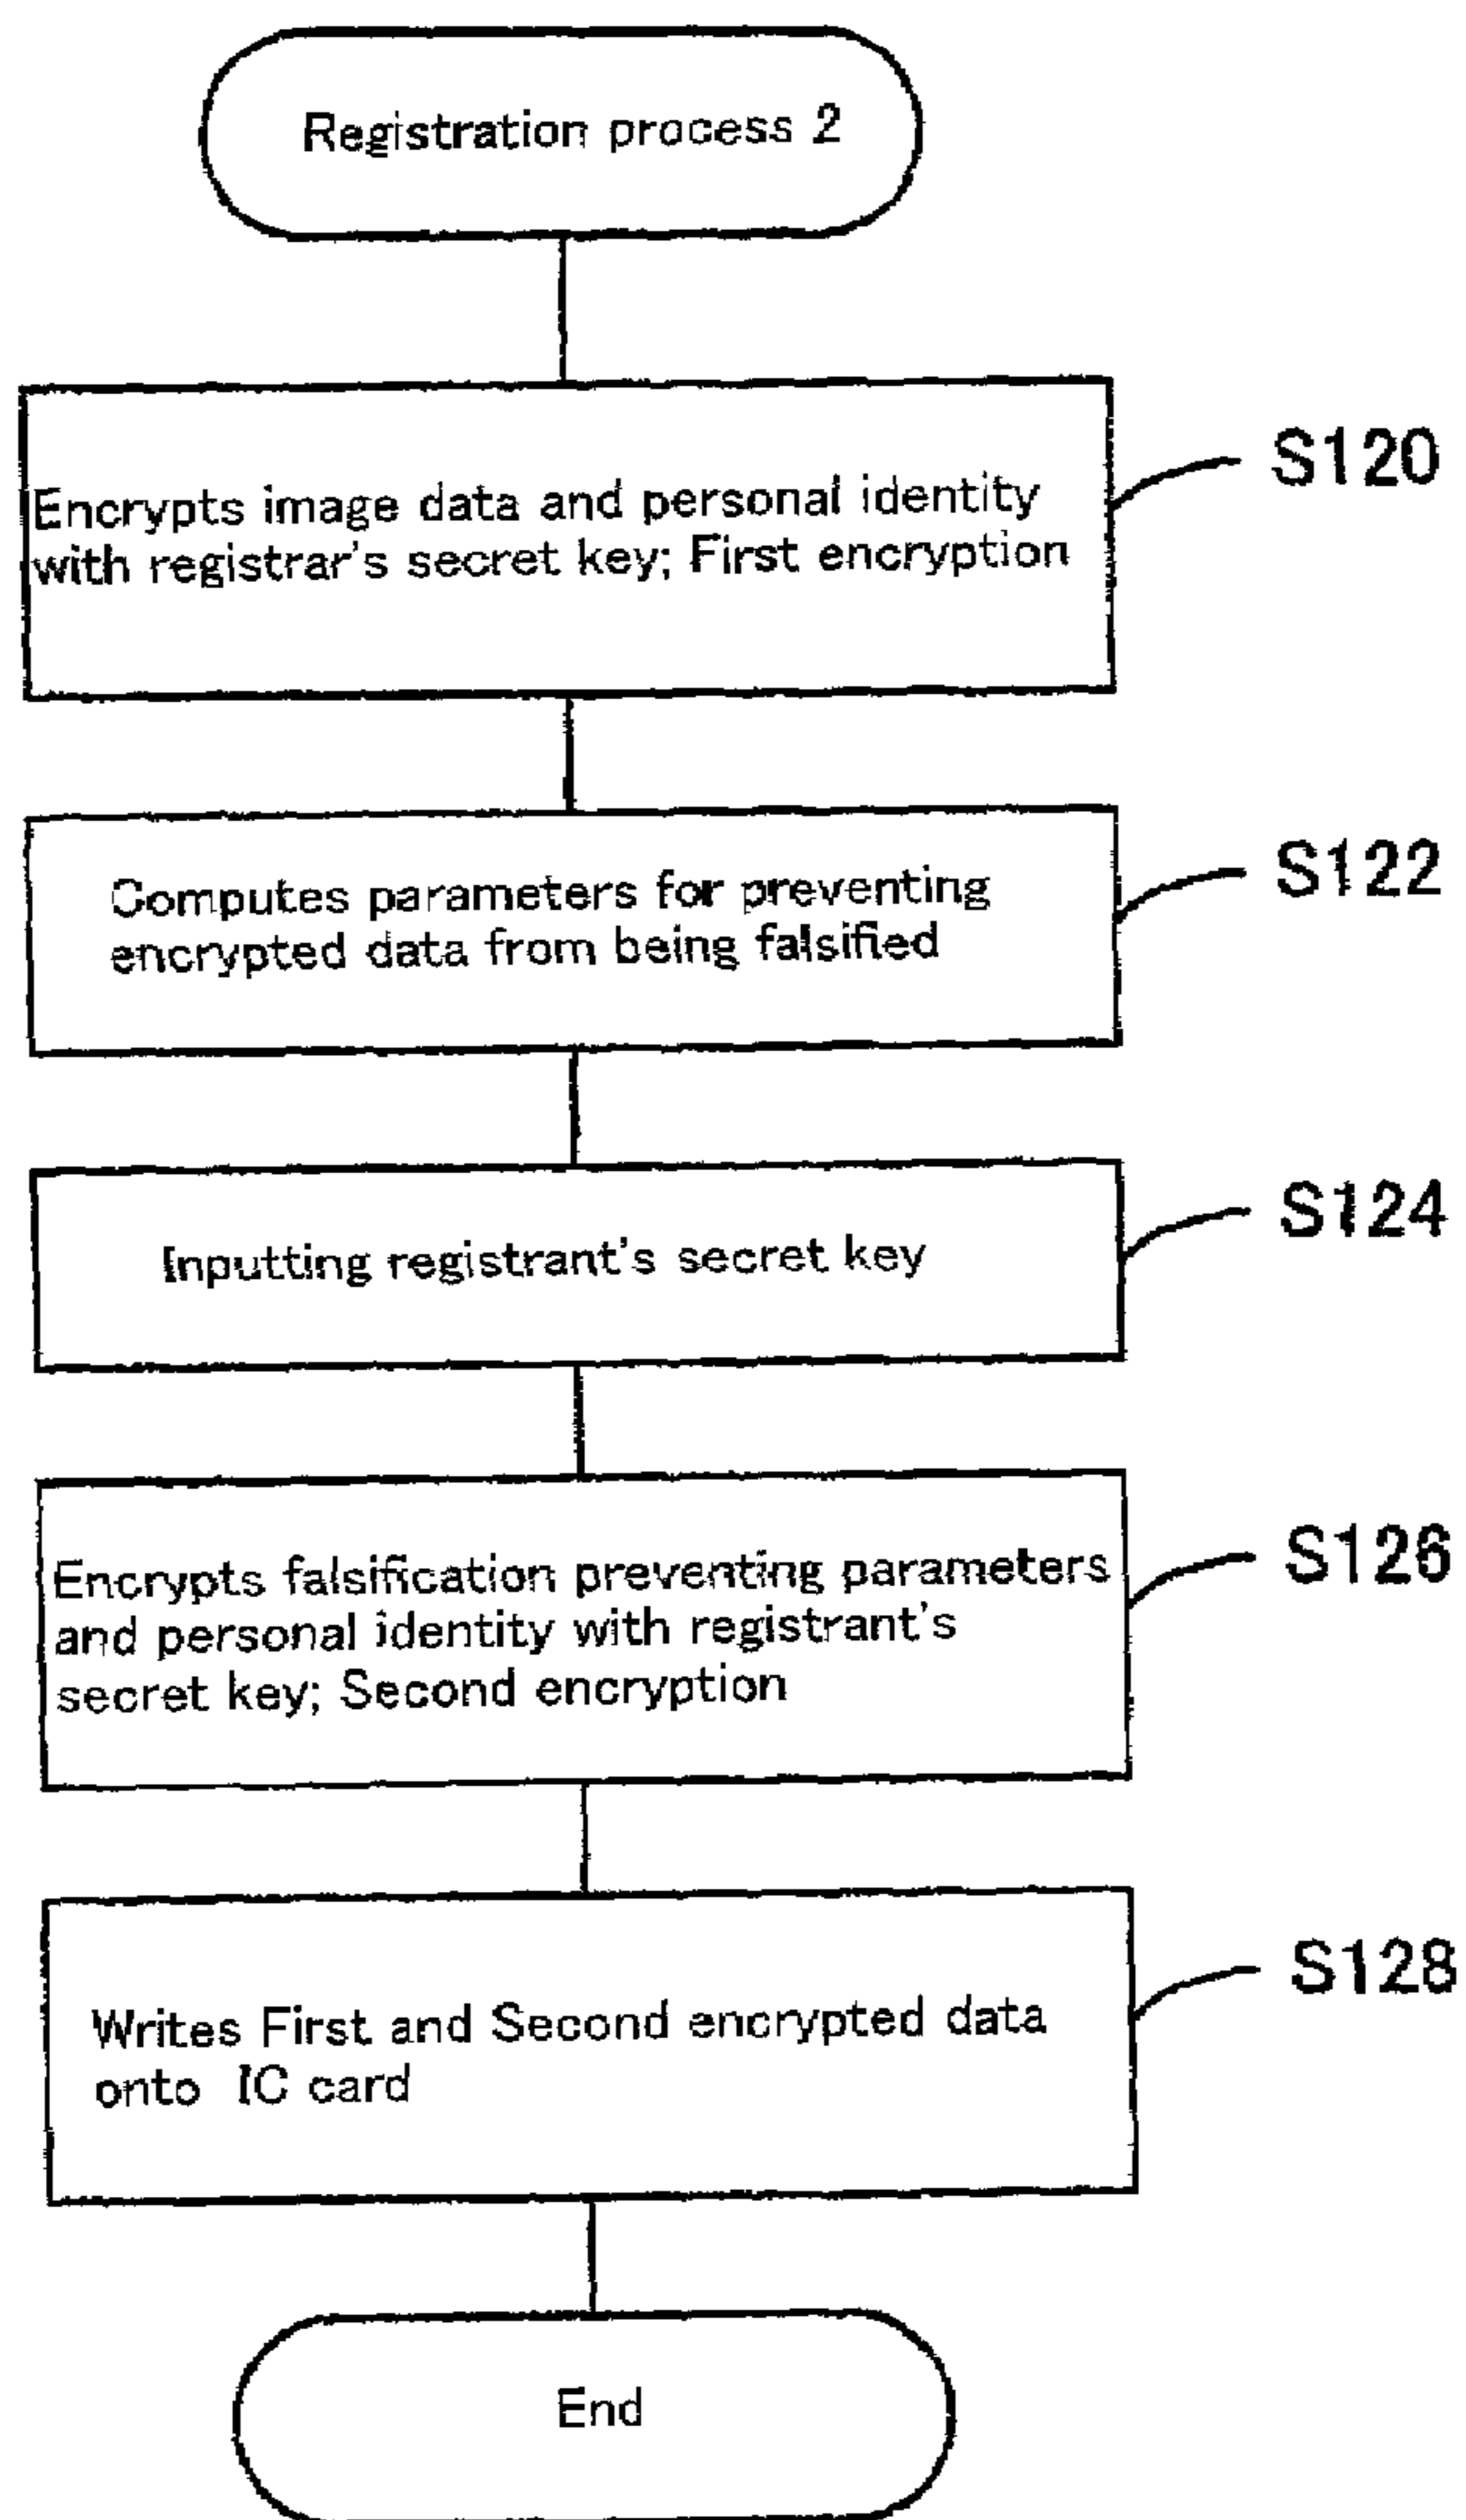 Registration process 2
Encrypts image data and personal identity
with registrar's secret key; First encryption
S120
Computes parameters for preventing
encrypted data from being falsified
S122
Inputting registrant's secret key
S124
Encrypts falsification preventing parameters
and personal identity with registrant's
secret key; Second encryption
S126
Writes First and Second encrypted data
onto IC card
S128
End